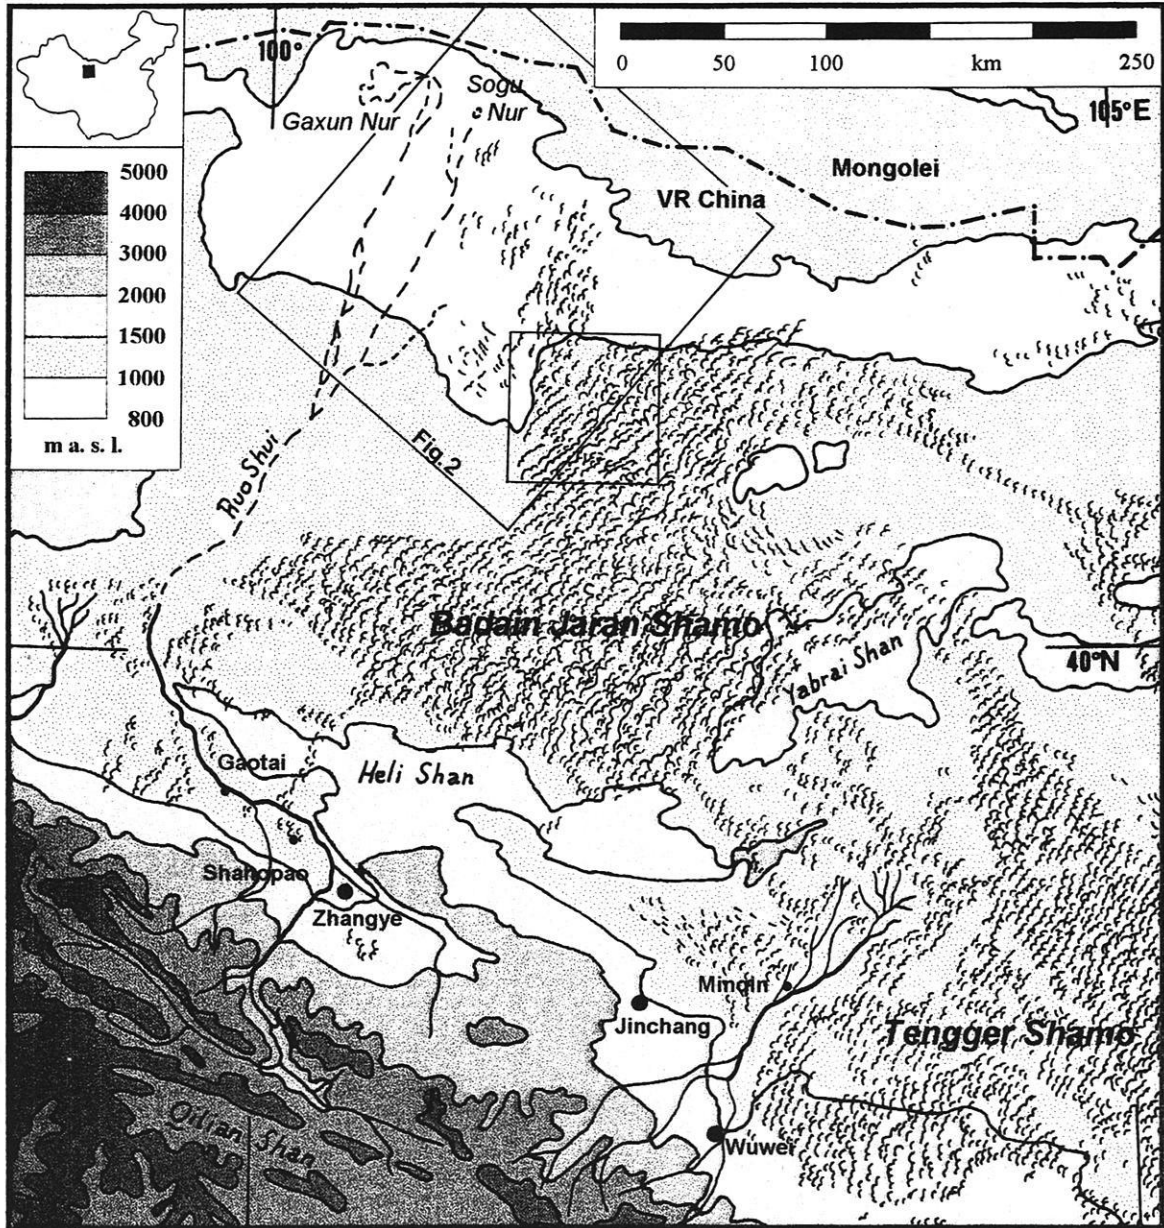 100°
0 50 100 km 250
105°E
Sogu
Nur
Gaxun Nur
Mongolei
VR China
5000
4000
3000
2000
1500
1000
800
m a. s. l.
Fig.2
Ruo Shui
Badain Jaran Shamo
Yabrai Shan
40°N
Gaotai
Heli Shan
Shahopao
Zhangye
Minqin
Jinchang
Tengger Shamo
Qilian Shan
Wuwei